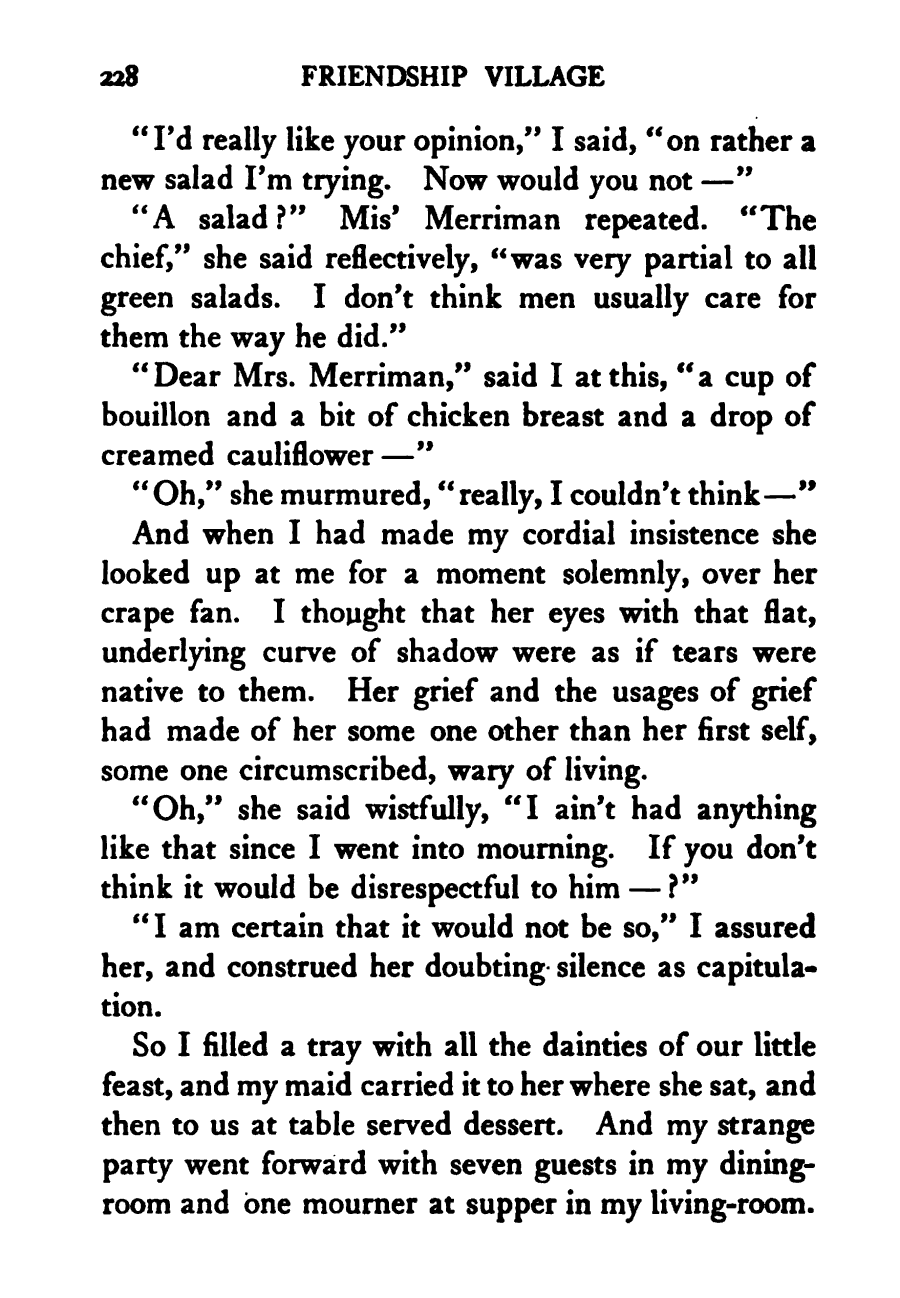 228 FRIENDSHIP VILLAGE
"I'd really like your opinion," I said, "on rather a
new salad I'm trying. Now would you not —"
"A salad?" Mis' Merriman repeated. "The
chief," she said reflectively, "was very partial to all
green salads. I don't think men usually care for
them the way he did."
"Dear Mrs. Merriman," said I at this, "a cup of
bouillon and a bit of chicken breast and a drop of
creamed cauliflower —"
"Oh," she murmured, "really, I couldn't think—"
And when I had made my cordial insistence she
looked up at me for a moment solemnly, over her
crape fan. I thought that her eyes with that flat,
underlying curve of shadow were as if tears were
native to them. Her grief and the usages of grief
had made of her some one other than her first self,
some one circumscribed, wary of living.
"Oh," she said wistfully, "I ain't had anything
like that since I went into mourning. If you don't
think it would be disrespectful to him — ?"
"I am certain that it would not be so," I assured
her, and construed her doubting silence as capitula-
tion.
So I filled a tray with all the dainties of our little
feast, and my maid carried it to her where she sat, and
then to us at table served dessert. And my strange
party went forward with seven guests in my dining-
room and one mourner at supper in my living-room.